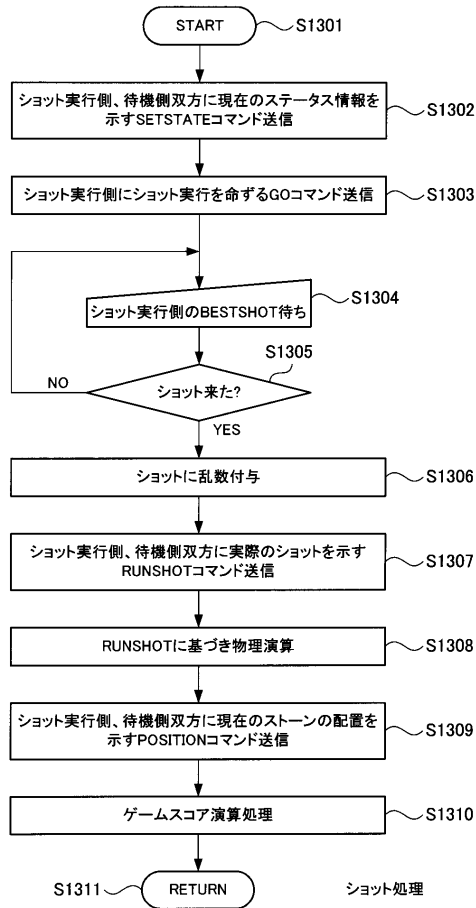 START
S1301
ショット実行側、待機側双方に現在のステータス情報を
示すSETSTATEコマンド送信
S1302
ショット実行側にショット実行を命ずるGOコマンド送信
S1303
ショット実行側のBESTSHOT待ち
S1304
S1305
ショット来た?
NO
YES
ショットに乱数付与
S1306
ショット実行側、待機側双方に実際のショットを示す
RUNSHOTコマンド送信
S1307
RUNSHOTに基づき物理演算
S1308
ショット実行側、待機側双方に現在のストーンの配置を
示すPOSITIONコマンド送信
S1309
ゲームスコア演算処理
S1310
S1311
RETURN
ショット処理